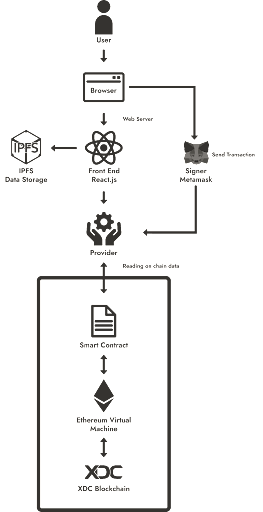 User
Browser
Web Server
IPFS
IPFS
Data Storage
Front End
React.js
Send Transaction
Signer
Metamask
Provider
Reading on chain data
Smart Contract
Ethereum Virtual
Machine
XDC
XDC Blockchain